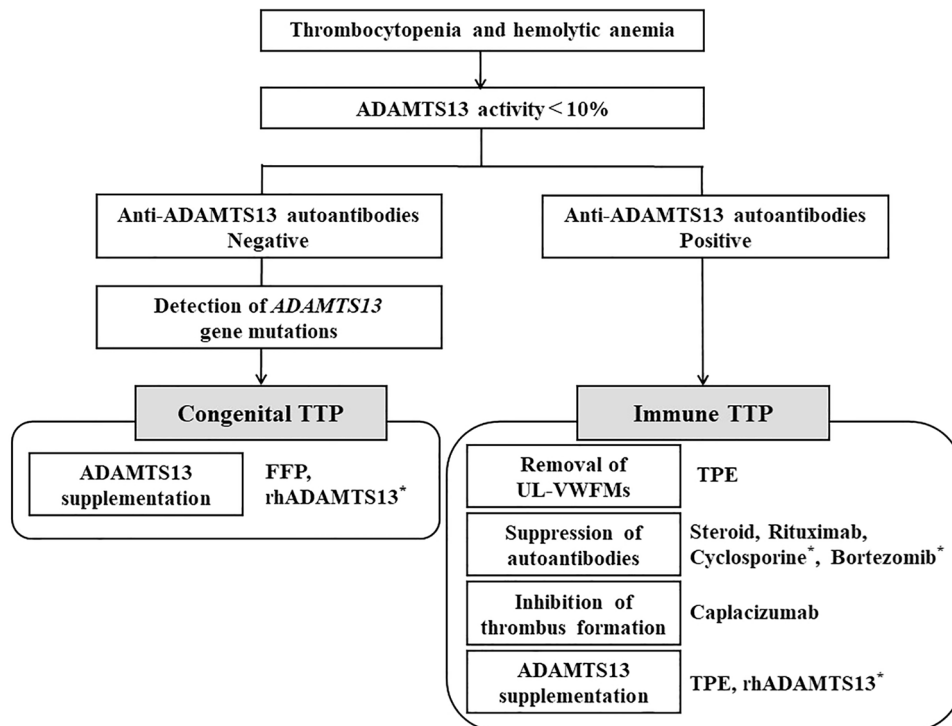 Thrombocytopenia and hemolytic anemia
ADAMTS13 activity < 10%
Anti-ADAMTS13 autoantibodies
Negative
Anti-ADAMTS13 autoantibodies
Positive
Detection of ADAMTS13
gene mutations
Congenital TTP
ADAMTS13
supplementation
FFP,
rhADAMTS13*
Immune TTP
Removal of
UL-VWFMs
TPE
Suppression of
autoantibodies
Steroid, Rituximab,
Cyclosporine*, Bortezomib*
Inhibition of
thrombus formation
Caplacizumab
ADAMTS13
supplementation
TPE, rhADAMTS13*